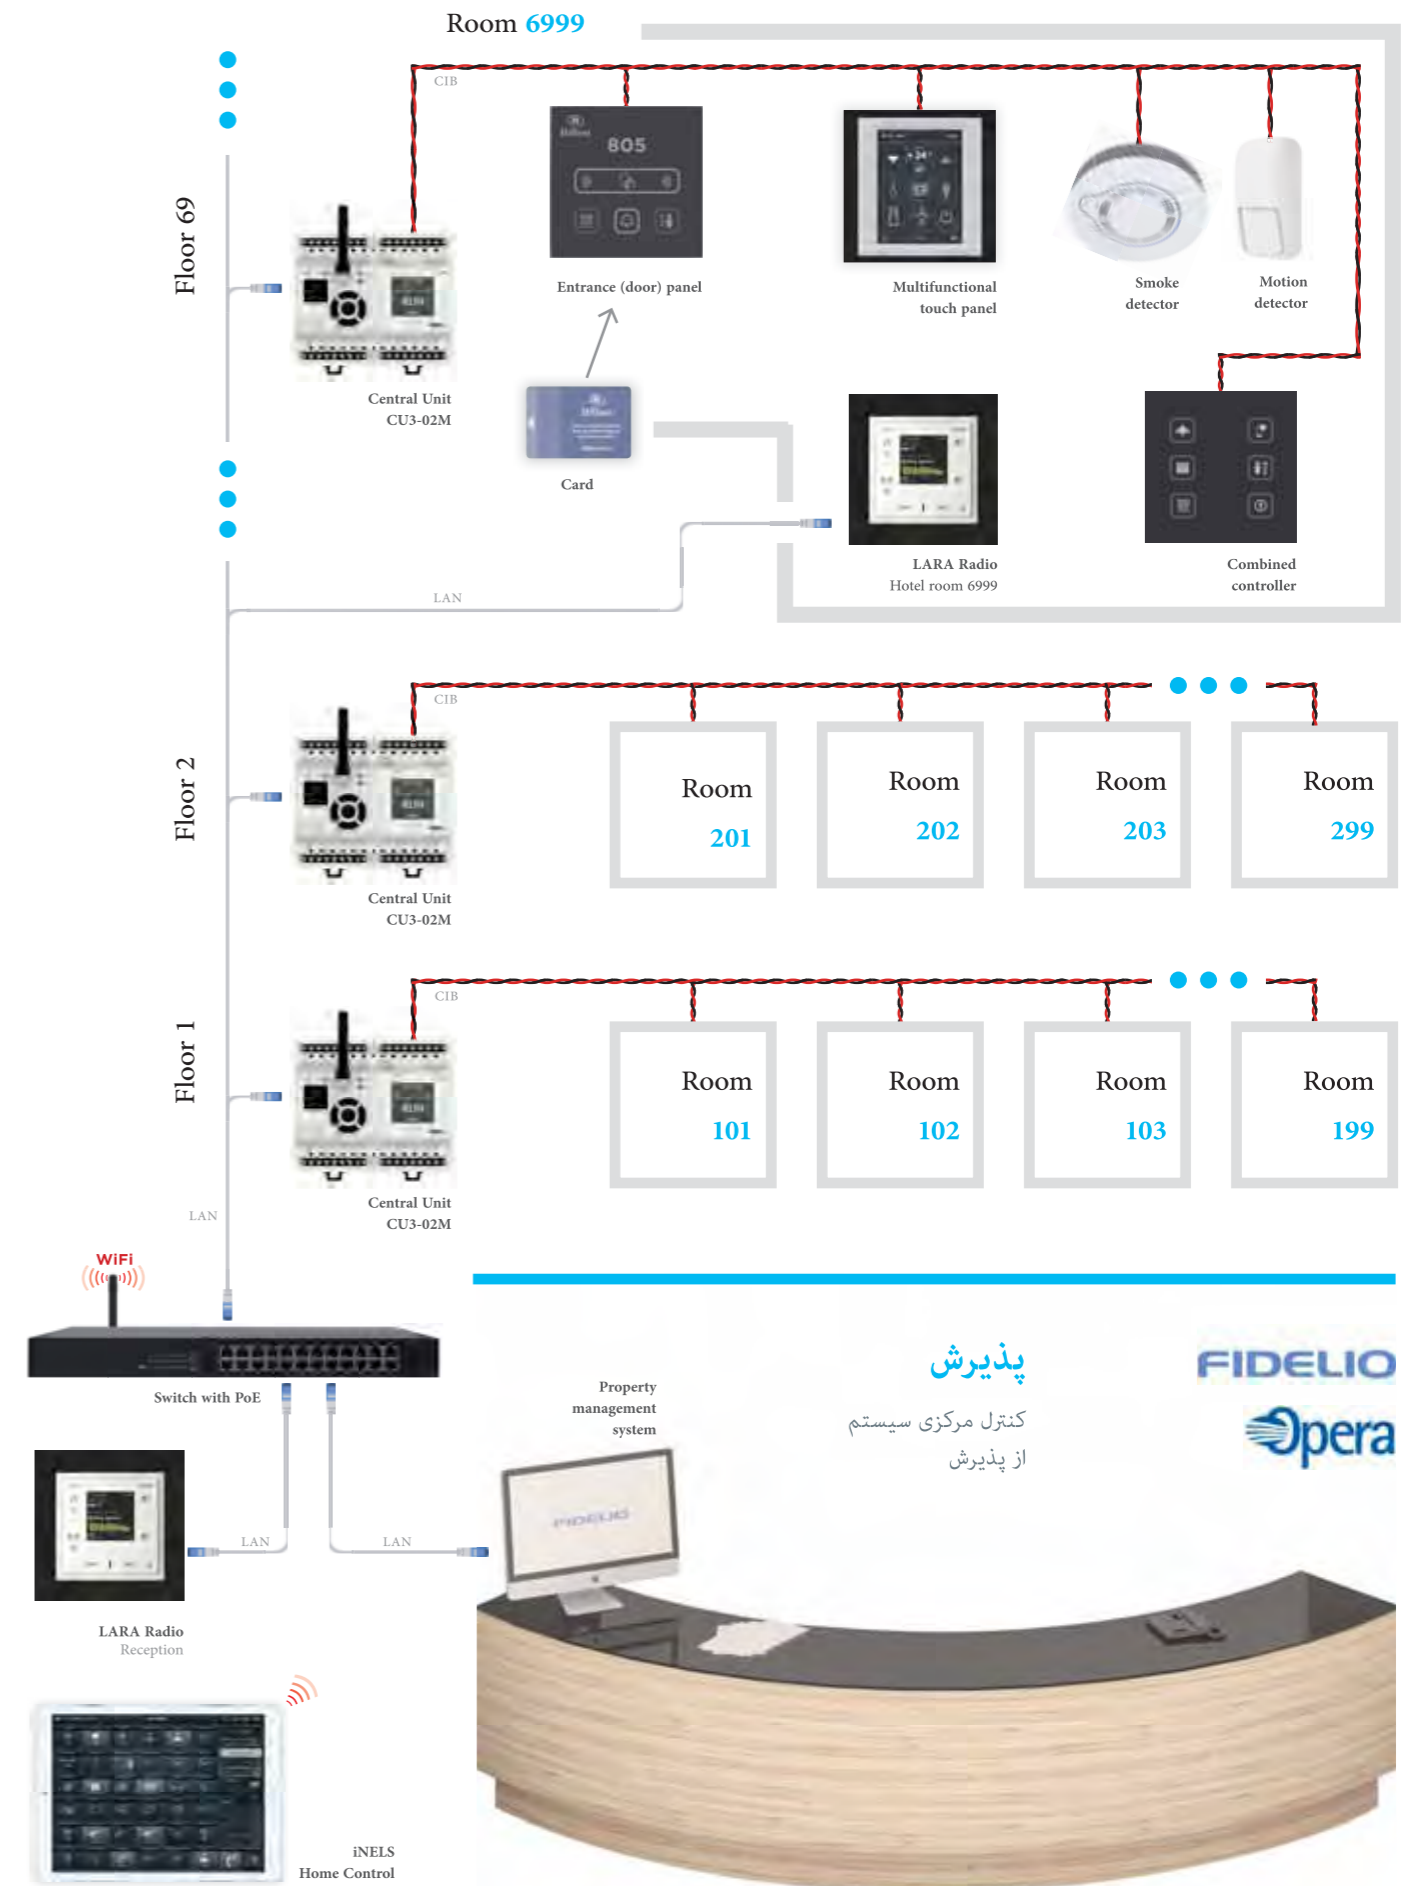 Room 6999
CIB
Hilton
805
Floor 69
Entrance (door) panel
Multifunctional
touch panel
Smoke
detector
Motion
detector
Central Unit
CU3-02M
Hilton
Card
LARA Radio
Hotel room 6999
Combined
controller
LAN
CIB
Floor 2
Room
201
Room
202
Room
203
Room
299
Central Unit
CU3-02M
CIB
Floor 1
Room
101
Room
102
Room
103
Room
199
Central Unit
CU3-02M
LAN
WiFi
Switch with PoE
پذیرش
کنترل مرکزی سیستم
از پذیرش
FIDELIO
Opera
Property
management
system
FIDELIO
LAN
LAN
LARA Radio
Reception
iNELS
Home Control